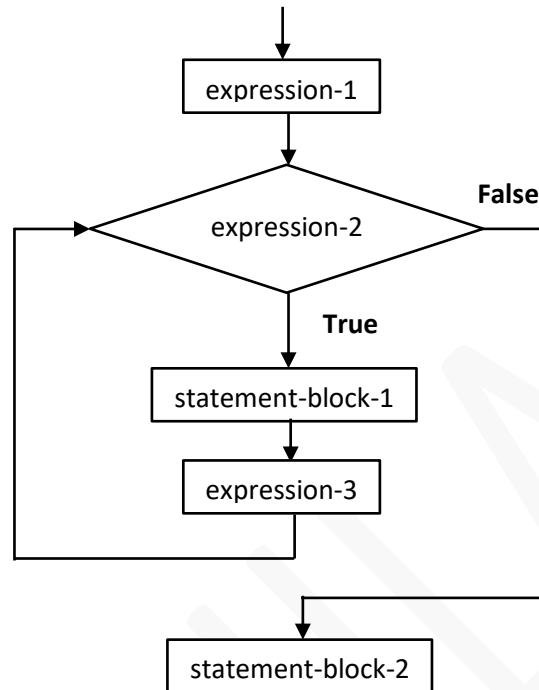 expression-1
False
expression-2
True
statement-block-1
expression-3
statement-block-2